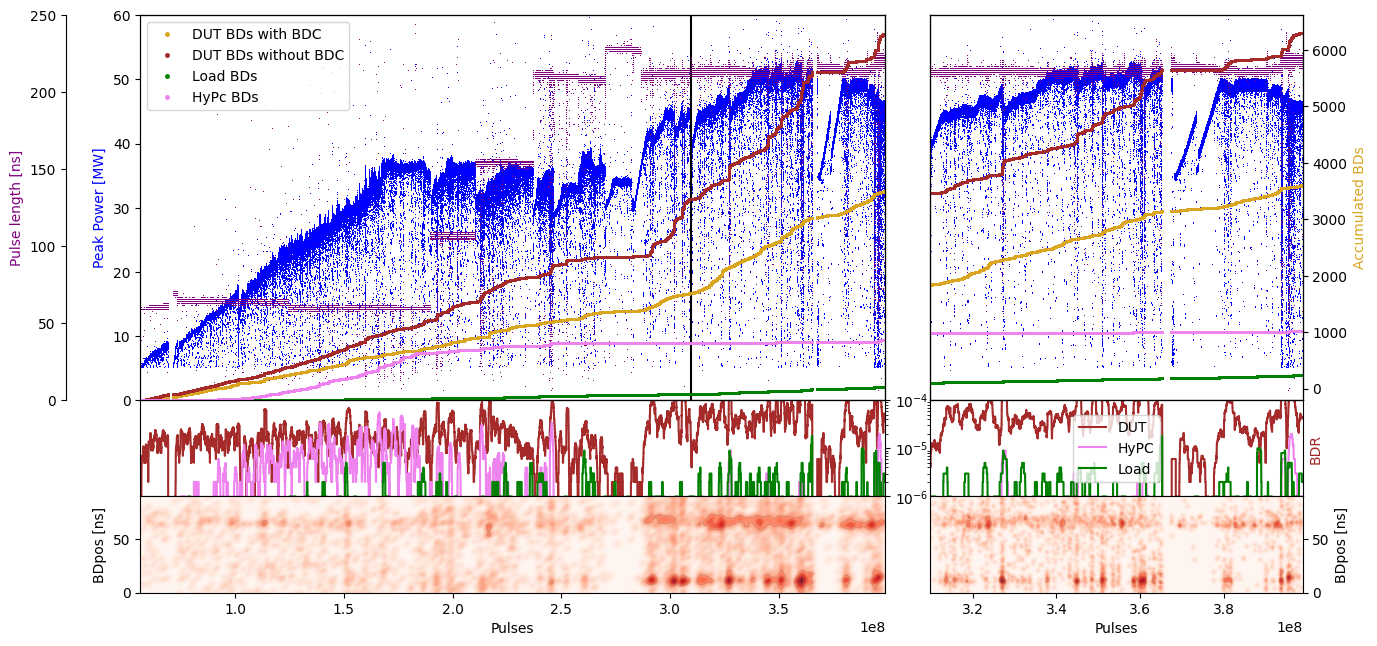 DUT BDs with BDC
DUT BDs without BDC
Load BDs
HyPc BDs
Pulse length [ns]
250
200
150
100
50
0
Peak Power [MW]
60
50
40
30
20
10
0
Accumulated BDs
6000
5000
4000
3000
2000
1000
0
10⁻⁴
10⁻⁵
10⁻⁶
DUT
HyPC
Load
BDR
BDpos [ns]
50
0
50
0
BDpos [ns]
1.0 1.5 2.0 2.5 3.0 3.5
Pulses
1e8
3.2 3.4 3.6 3.8
Pulses
1e8